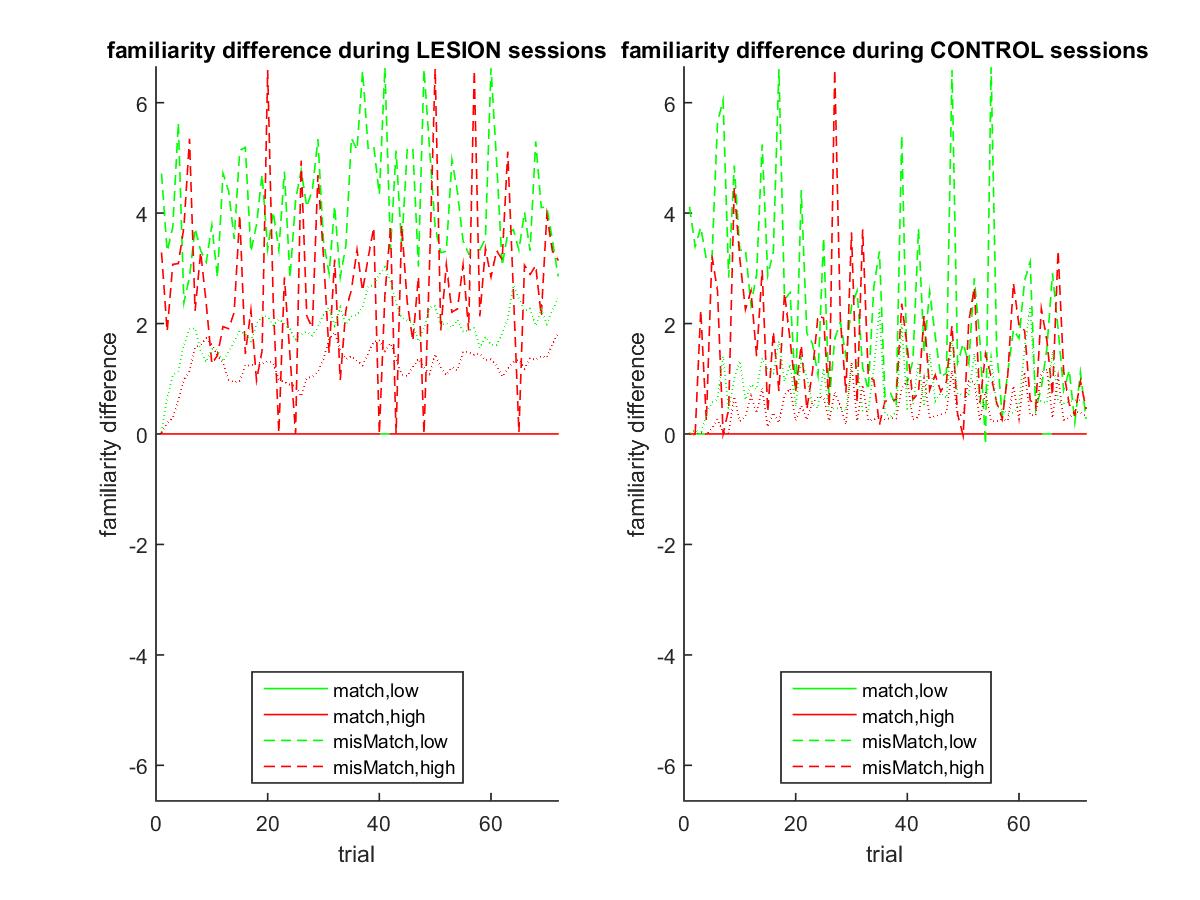 familiarity difference during LESION sessions
familiarity difference
6
4
2
0
-2
-4
-6
match,low
match,high
misMatch,low
misMatch,high
0 20 40 60
trial
familiarity difference during CONTROL sessions
familiarity difference
6
4
2
0
-2
-4
-6
match,low
match,high
misMatch,low
misMatch,high
0 20 40 60
trial